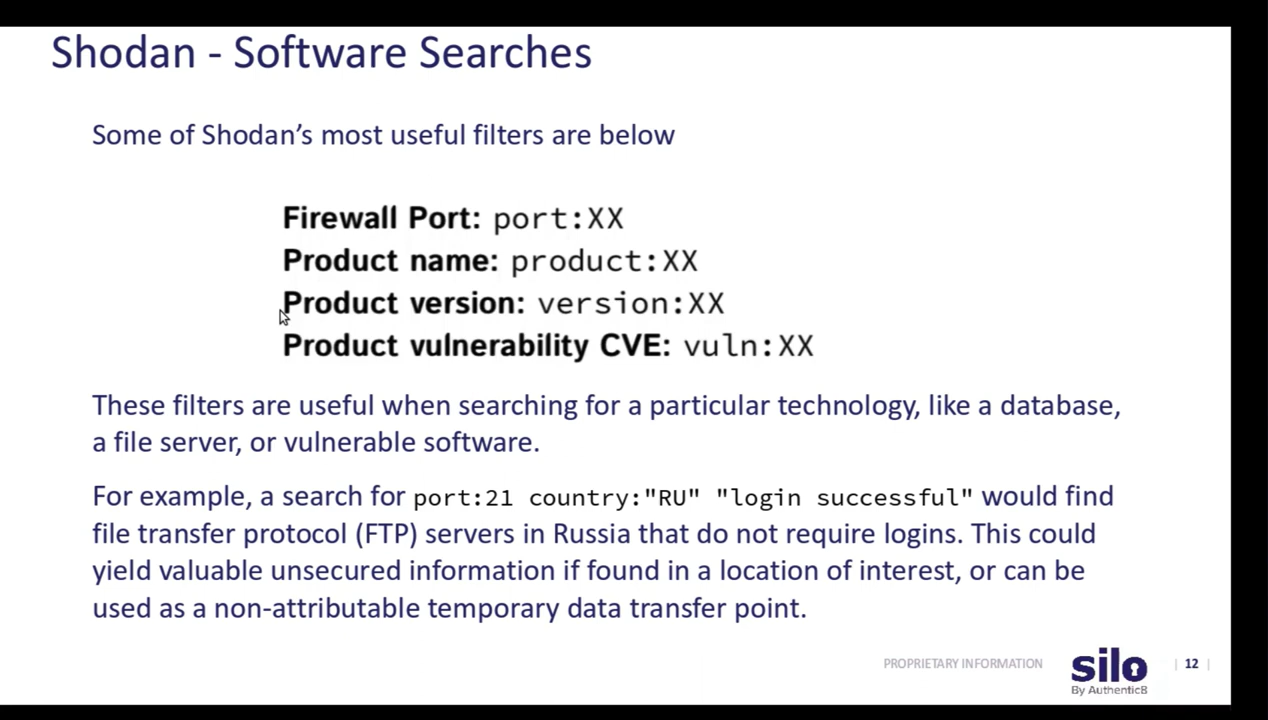 Shodan - Software Searches
Some of Shodan’s most useful filters are below
Firewall Port: port:XX
Product name: product:XX
Product version: version:XX
Product vulnerability CVE: vuln:XX
These filters are useful when searching for a particular technology, like a database,
a file server, or vulnerable software.
For example, a search for port:21 country:"RU" "login successful" would find
file transfer protocol (FTP) servers in Russia that do not require logins. This could
yield valuable unsecured information if found in a location of interest, or can be
used as a non-attributable temporary data transfer point.
PROPRIETARY INFORMATION
silo
By Authentic8
| 12 |